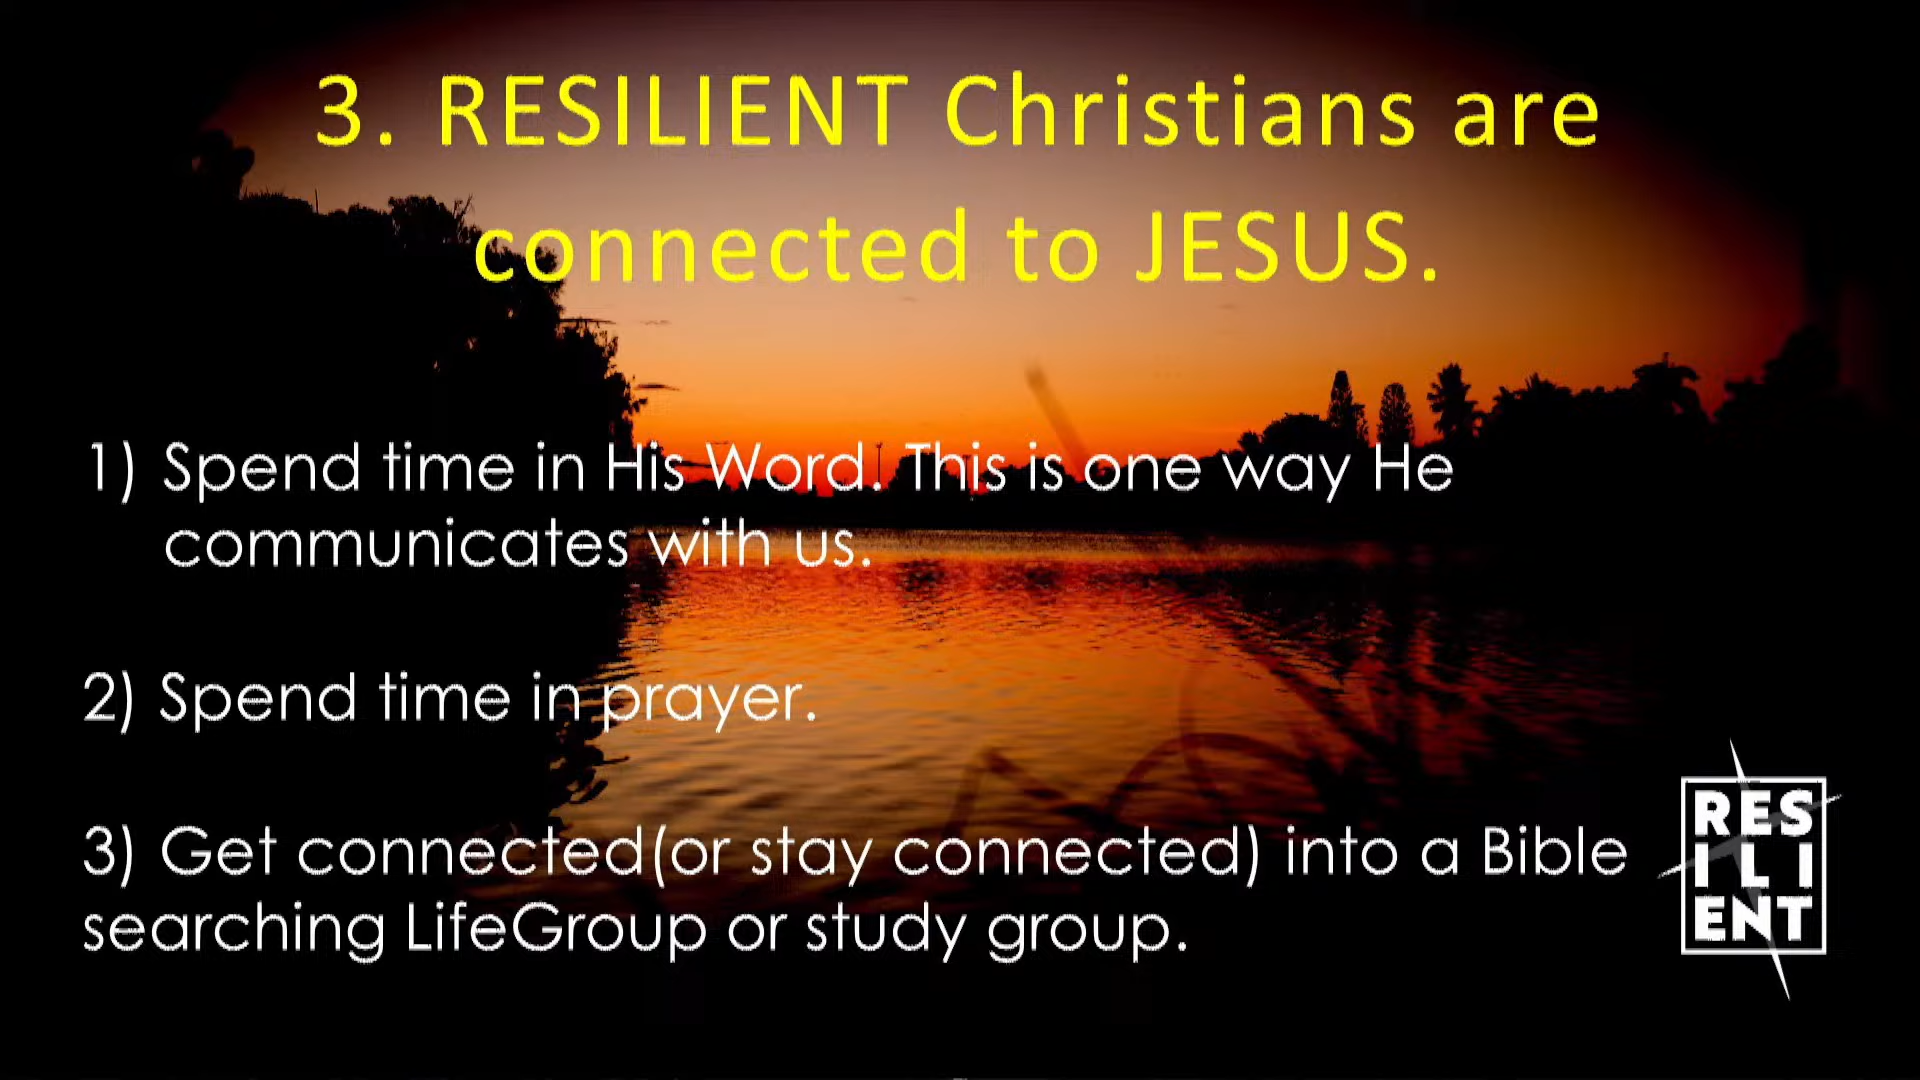 3. RESILIENT Christians are
connected to JESUS.
1) Spend time in His Word. This is one way He
communicates with us.
2) Spend time in prayer.
3) Get connected(or stay connected) into a Bible
searching LifeGroup or study group.
RES
ILI
ENT